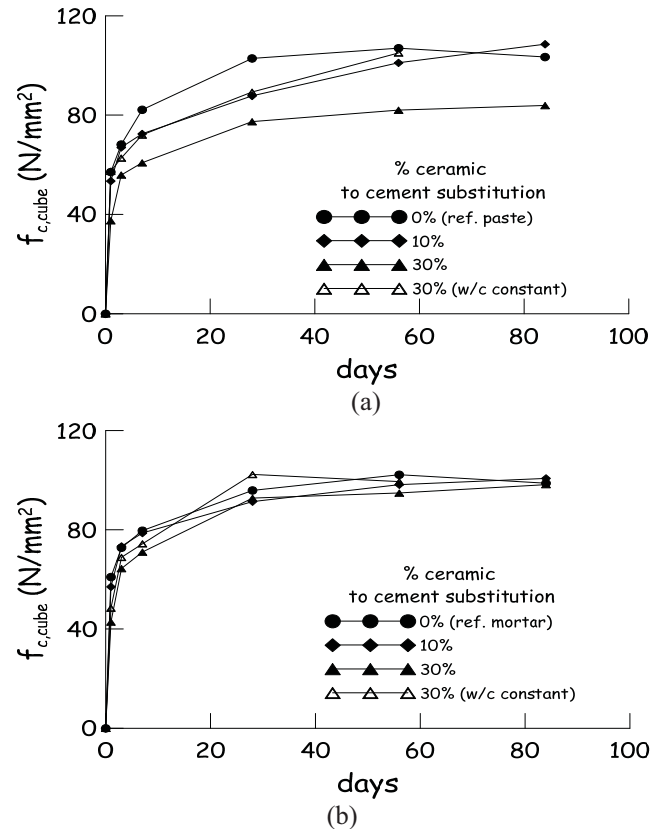 120
80
40
0
f c,cube (N/mm²)
% ceramic
to cement substitution
0% (ref. paste)
10%
30%
30% (w/c constant)
0 20 40 60 80 100
days
(a)
120
80
40
0
f c,cube (N/mm²)
% ceramic
to cement substitution
0% (ref. mortar)
10%
30%
30% (w/c constant)
0 20 40 60 80 100
days
(b)